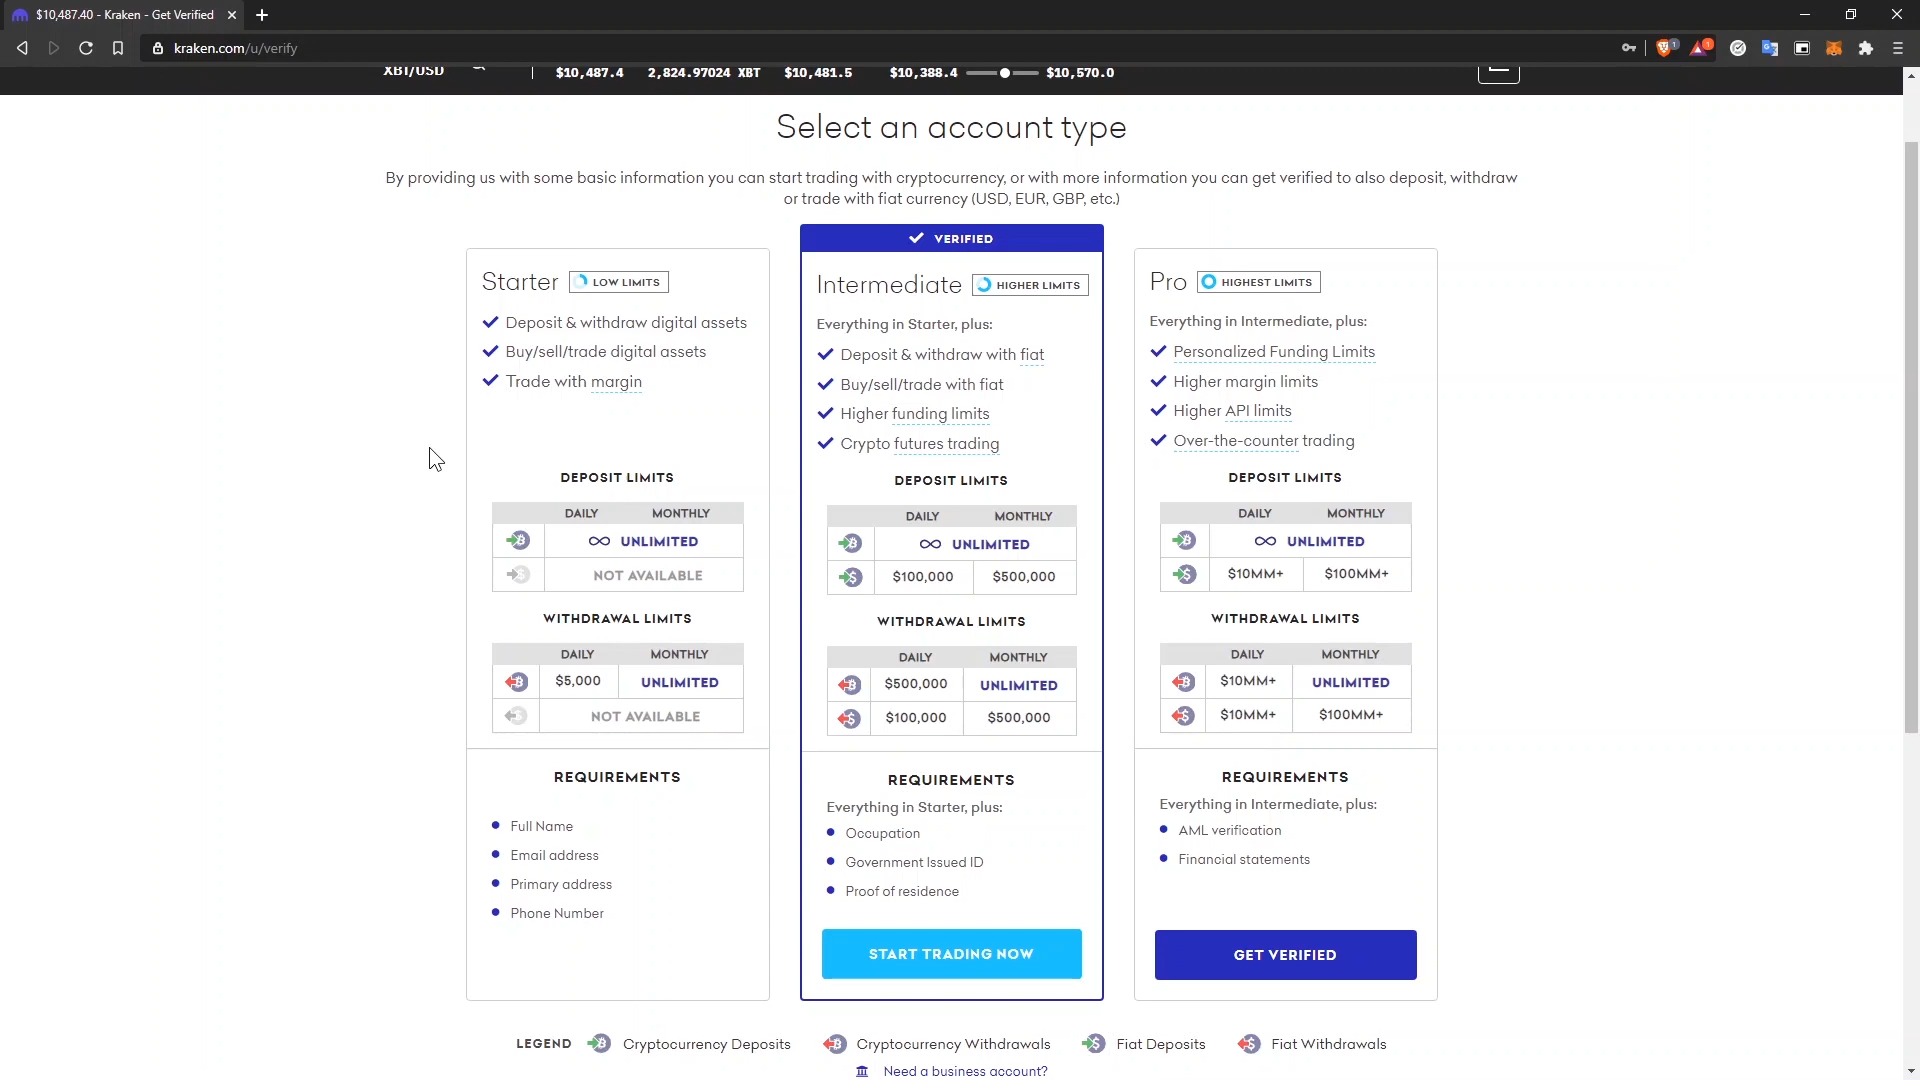 $10,487.40 - Kraken - Get Verified
kraken.com/u/verify
1
1
XBT/USD $10,487.4 2,824.97024 XBT $10,481.5 $10,388.4 $10,570.0
Select an account type
By providing us with some basic information you can start trading with cryptocurrency, or with more information you can get verified to also deposit, withdraw
or trade with fiat currency (USD, EUR, GBP, etc.)
Starter LOW LIMITS
Deposit & withdraw digital assets
Buy/sell/trade digital assets
Trade with margin
DEPOSIT LIMITS
DAILY MONTHLY
UNLIMITED
NOT AVAILABLE
WITHDRAWAL LIMITS
DAILY MONTHLY
$5,000 UNLIMITED
NOT AVAILABLE
REQUIREMENTS
Full Name
Email address
Primary address
Phone Number
VERIFIED
Intermediate HIGHER LIMITS
Everything in Starter, plus:
Deposit & withdraw with fiat
Buy/sell/trade with fiat
Higher funding limits
Crypto futures trading
DEPOSIT LIMITS
DAILY MONTHLY
UNLIMITED
$100,000 $500,000
WITHDRAWAL LIMITS
DAILY MONTHLY
$500,000 UNLIMITED
$100,000 $500,000
REQUIREMENTS
Everything in Starter, plus:
Occupation
Government Issued ID
Proof of residence
START TRADING NOW
Pro HIGHEST LIMITS
Everything in Intermediate, plus:
Personalized Funding Limits
Higher margin limits
Higher API limits
Over-the-counter trading
DEPOSIT LIMITS
DAILY MONTHLY
UNLIMITED
$10MM+ $100MM+
WITHDRAWAL LIMITS
DAILY MONTHLY
$10MM+ UNLIMITED
$10MM+ $100MM+
REQUIREMENTS
Everything in Intermediate, plus:
AML verification
Financial statements
GET VERIFIED
LEGEND Cryptocurrency Deposits Cryptocurrency Withdrawals Fiat Deposits Fiat Withdrawals
Need a business account?